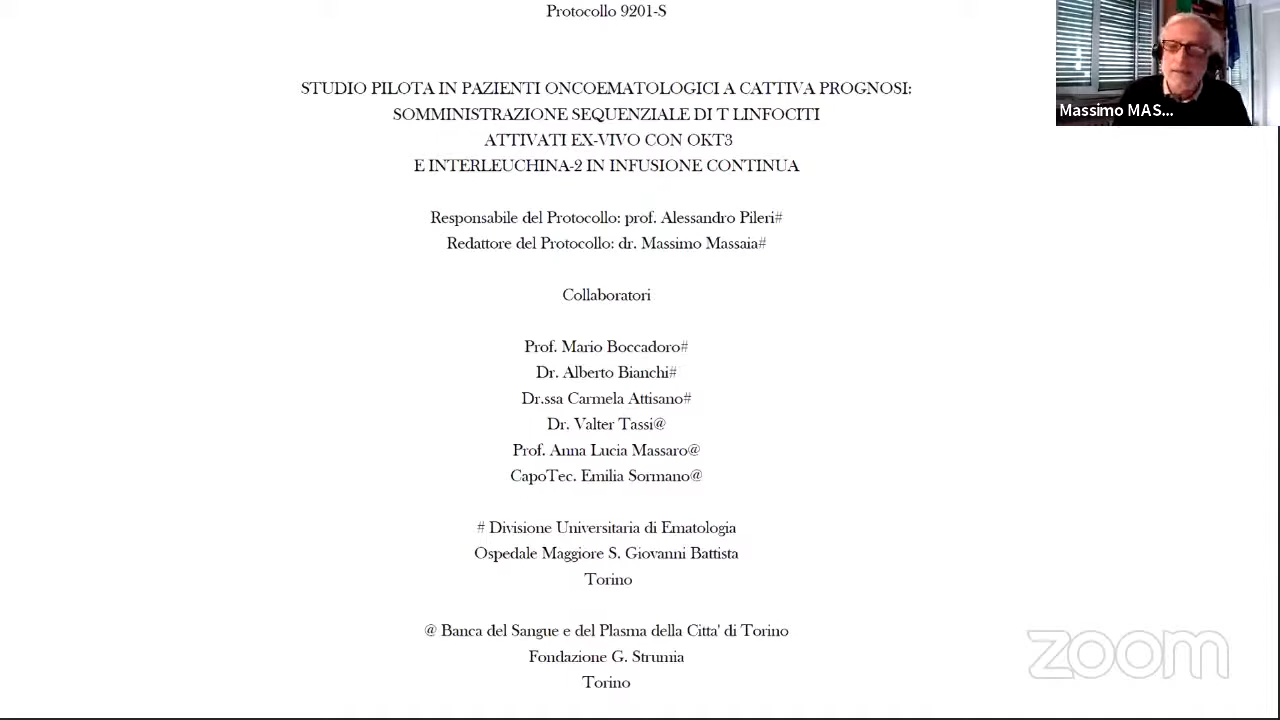 Protocollo 9201-S
STUDIO PILOTA IN PAZIENTI ONCOEMATOLOGICI A CATTIVA PROGNOSI:
SOMMINISTRAZIONE SEQUENZIALE DI T LINFOCITI
ATTIVATI EX-VIVO CON OKT3
E INTERLEUCHINA-2 IN INFUSIONE CONTINUA
Responsabile del Protocollo: prof. Alessandro Pileri#
Redattore del Protocollo: dr. Massimo Massaia#
Collaboratori
Prof. Mario Boccadoro#
Dr. Alberto Bianchi#
Dr.ssa Carmela Attisano#
Dr. Valter Tassi@
Prof. Anna Lucia Massaro@
CapoTec. Emilia Sormano@
# Divisione Universitaria di Ematologia
Ospedale Maggiore S. Giovanni Battista
Torino
@ Banca del Sangue e del Plasma della Citta' di Torino
Fondazione G. Strumia
Torino
Massimo MAS...
zoom